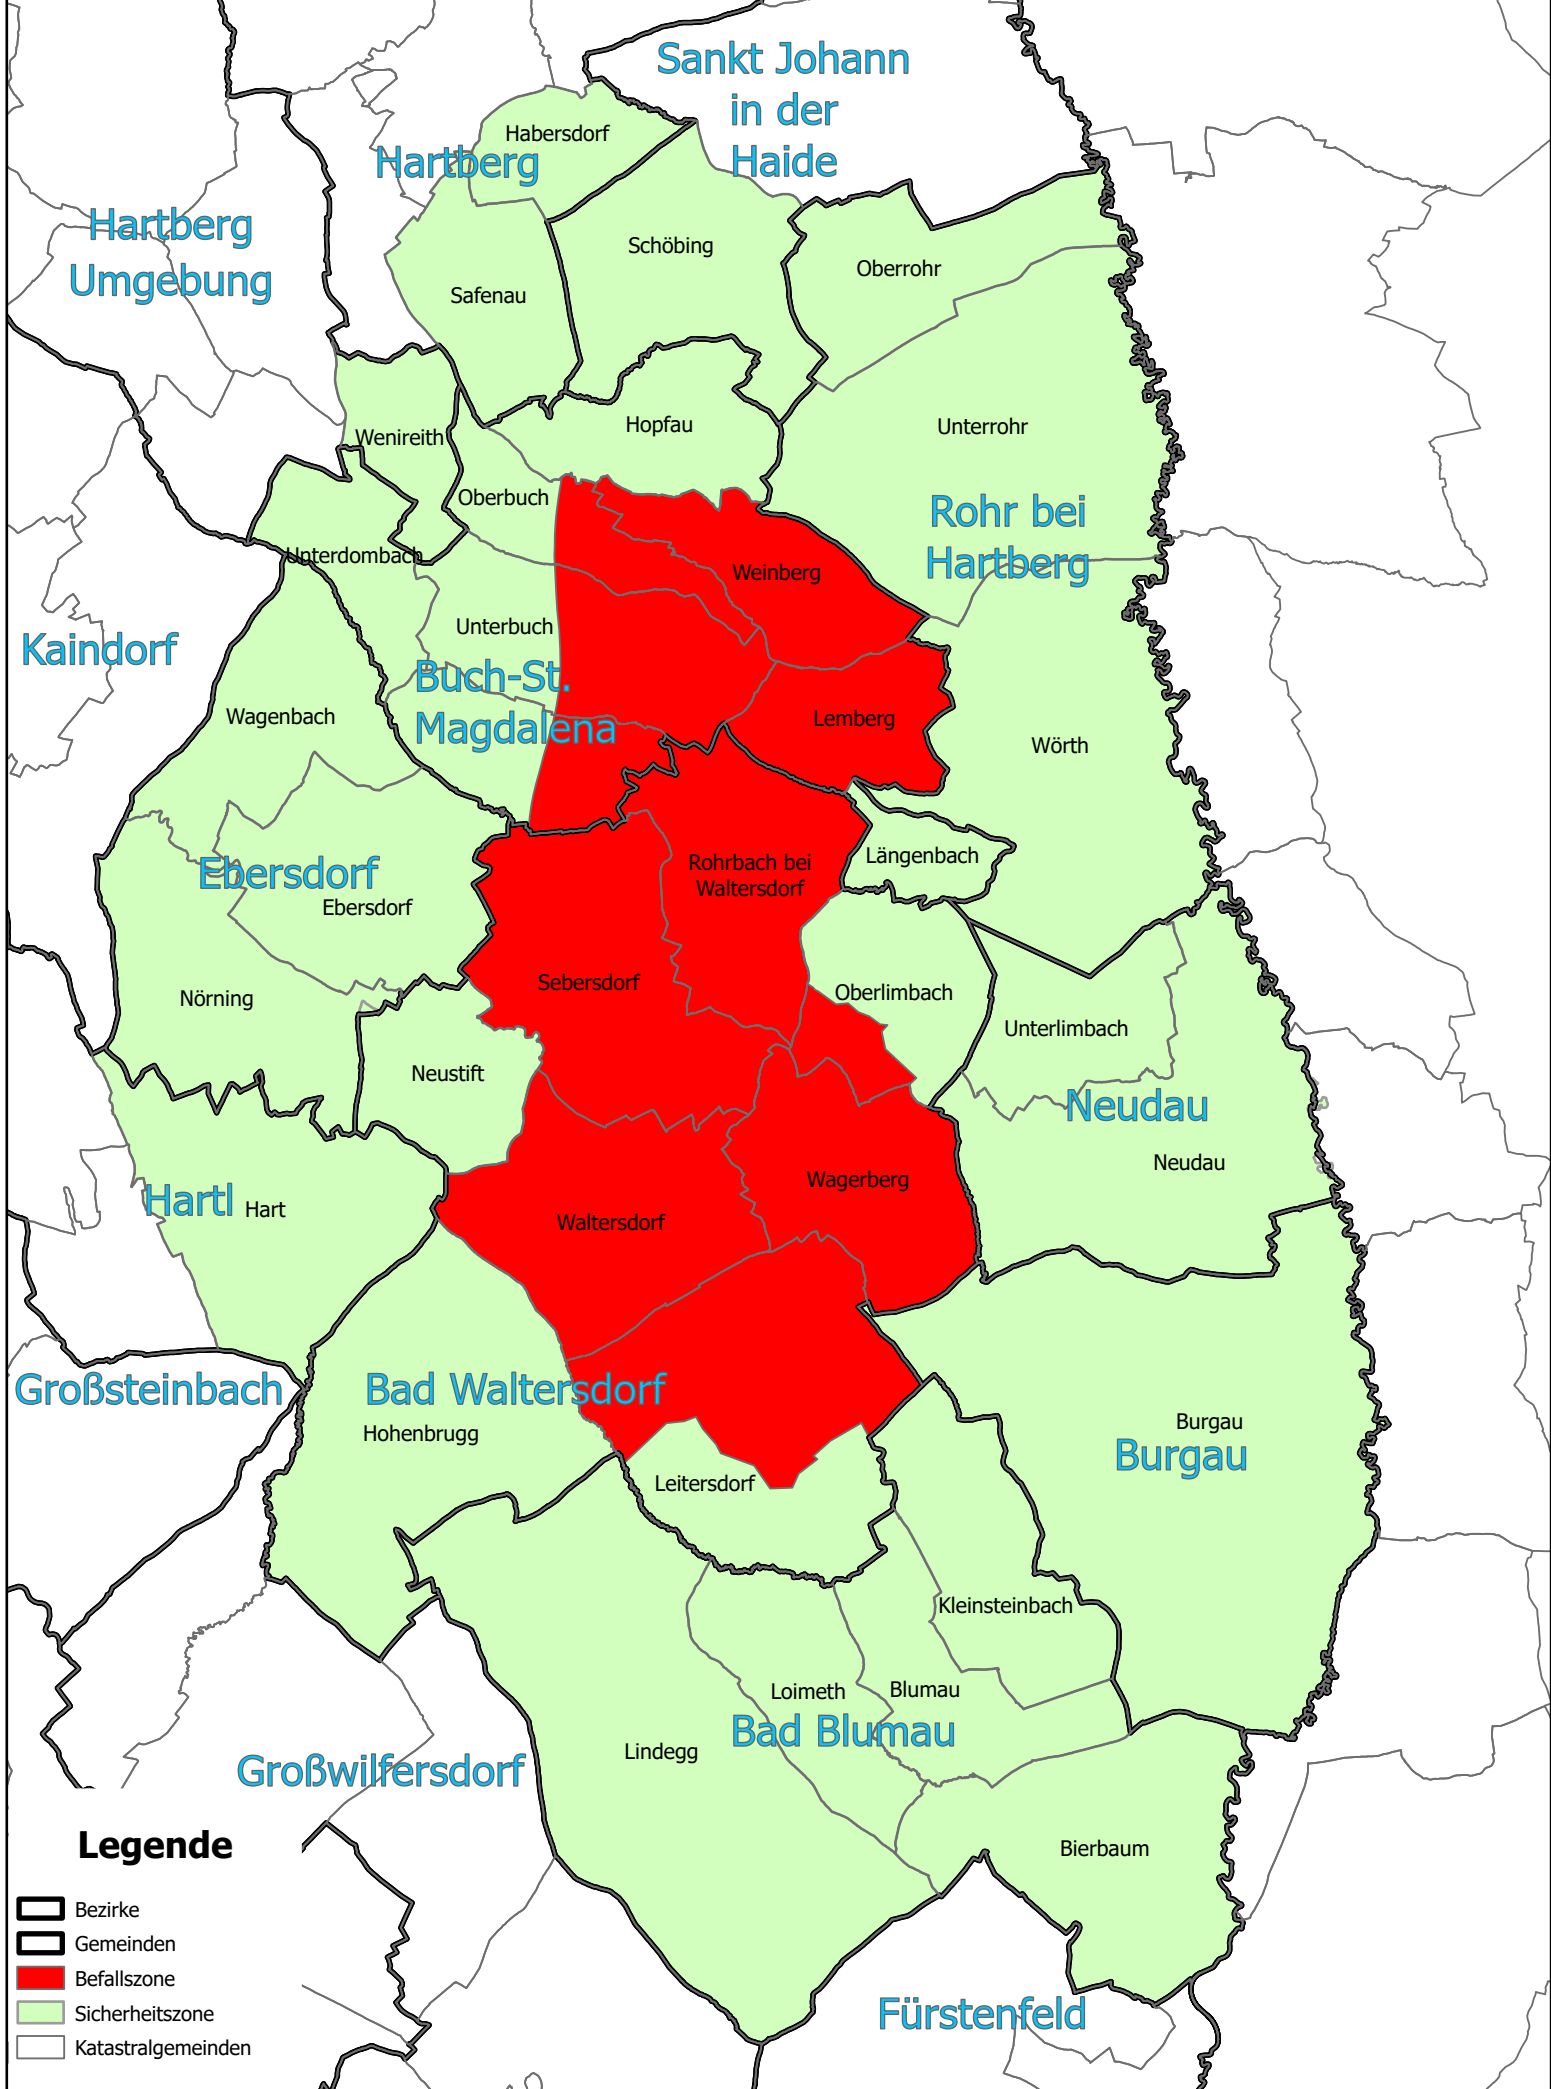 Sankt Johann
in der
Haide
Habersdorf
Hartberg
Hartberg
Umgebung
Schöbing
Oberrohr
Safenau
Hopfau
Unterrohr
Wenireith
Oberbuch
Rohr bei
Hartberg
Unterdombach
Weinberg
Unterbuch
Kaindorf
Buch-St.
Magdalena
Wagenbach
Lemberg
Wörth
Rohrbach bei
Waltersdorf
Längenbach
Ebersdorf
Ebersdorf
Sebersdorf
Oberlimbach
Nörning
Unterlimbach
Neustift
Neudau
Neudau
Wagerberg
Hartl
Hart
Waltersdorf
Großsteinbach
Bad Waltersdorf
Hohenbrugg
Burgau
Burgau
Leitersdorf
Kleinsteinbach
Loimeth
Blumau
Bad Blumau
Lindegg
Großwilfersdorf
Bierbaum
Fürstenfeld
Legende
Bezirke
Gemeinden
Befallszone
Sicherheitszone
Katastralgemeinden